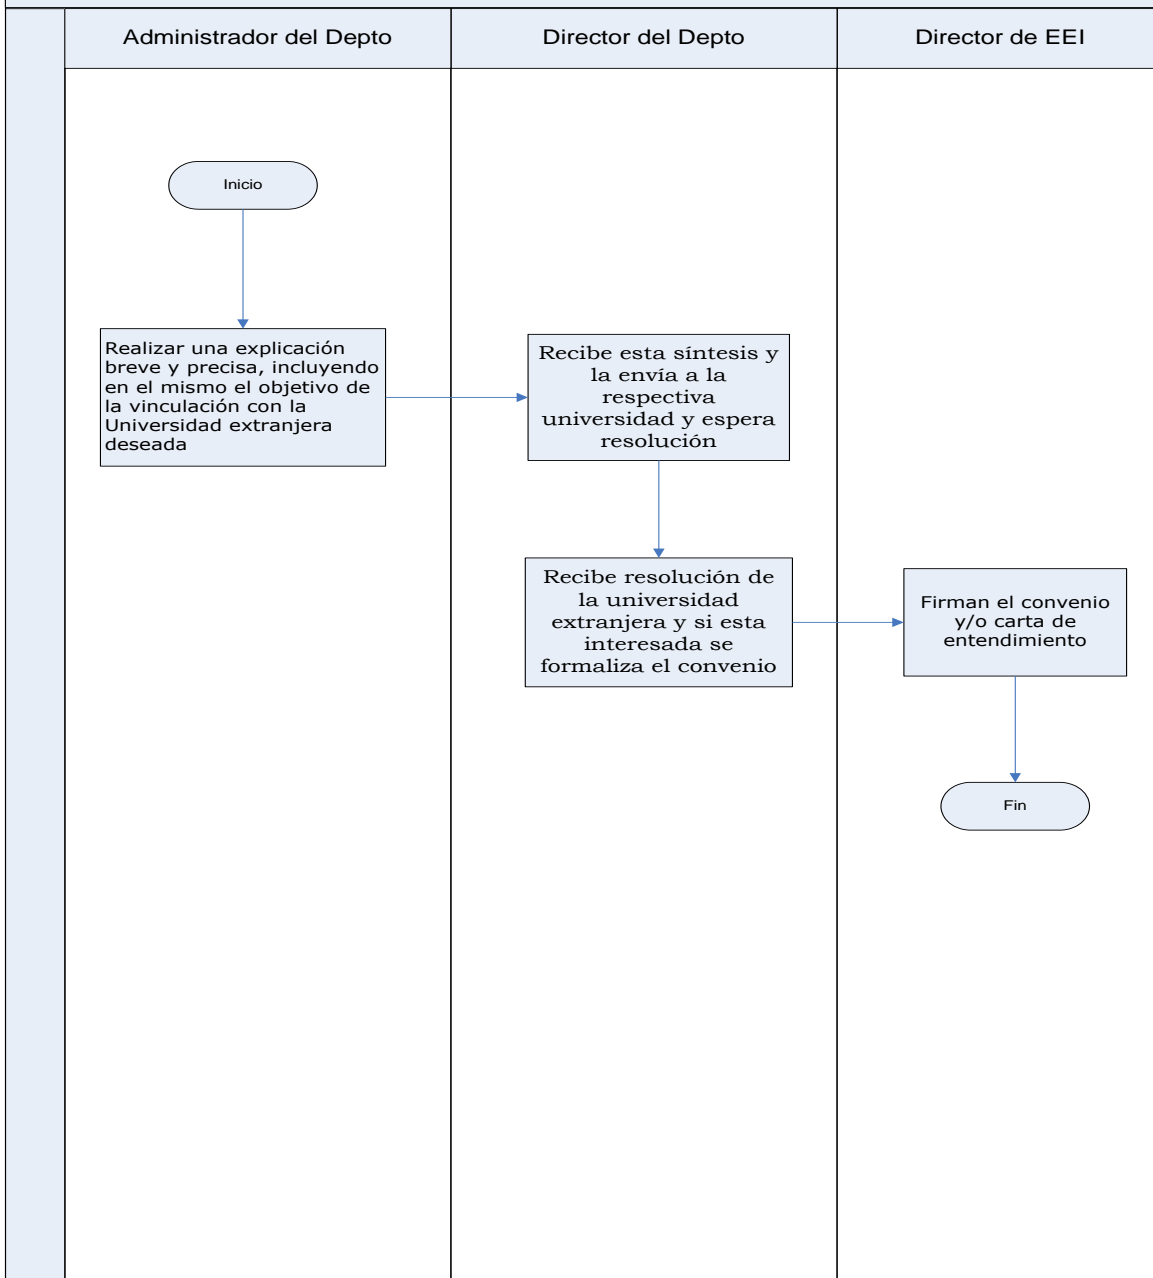 Administrador del Depto
Director del Depto
Director de EEI
Inicio
Realizar una explicación
breve y precisa, incluyendo
en el mismo el objetivo de
la vinculación con la
Universidad extranjera
deseada
Recibe esta síntesis y
la envía a la
respectiva
universidad y espera
resolución
Recibe resolución de
la universidad
extranjera y si esta
interesada se
formaliza el convenio
Firman el convenio
y/o carta de
entendimiento
Fin